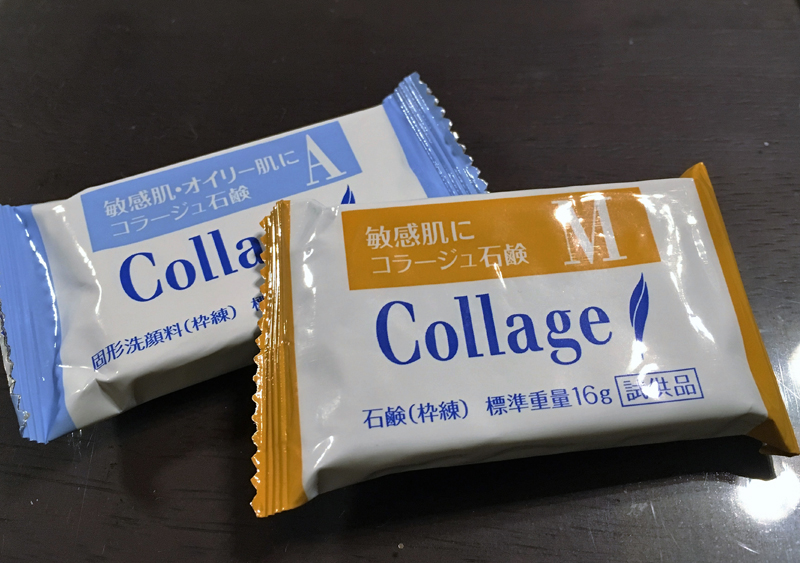 敏感肌・オイリー肌に
コラージュ石鹸
A
Colla
固形洗顔料(枠練)
敏感肌に
コラージュ石鹸
M
Collage
石鹸(枠練) 標準重量16g 試供品